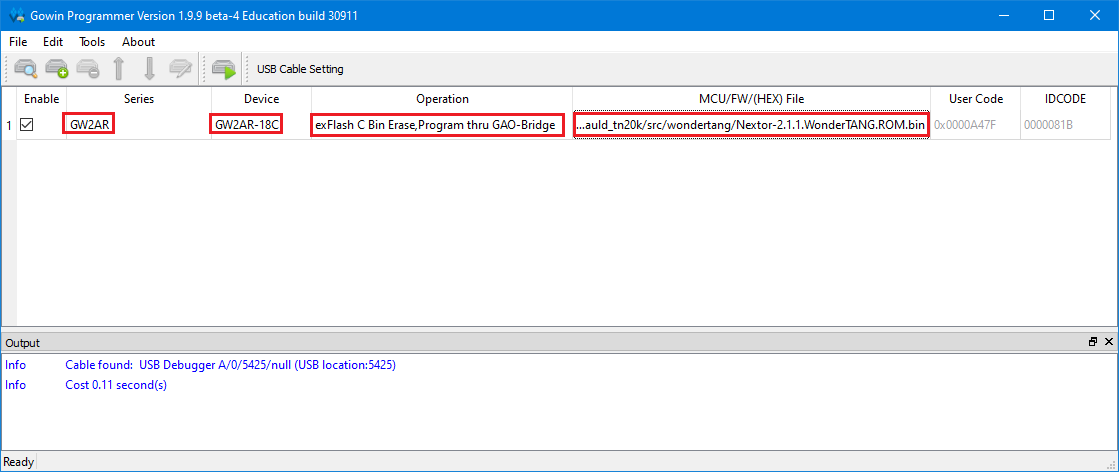 Gowin Programmer Version 1.9.9 beta-4 Education build 30911
File Edit Tools About
USB Cable Setting
Enable Series Device Operation MCU/FW/(HEX) File User Code IDCODE
1 GW2AR GW2AR-18C exFlash C Bin Erase,Program thru GAO-Bridge ...auld_tn20k/src/wondertang/Nextor-2.1.1.WonderTANG.ROM.bin 0x0000A47F 0000081B
Output
Info Cable found: USB Debugger A/0/5425/null (USB location:5425)
Info Cost 0.11 second(s)
Ready